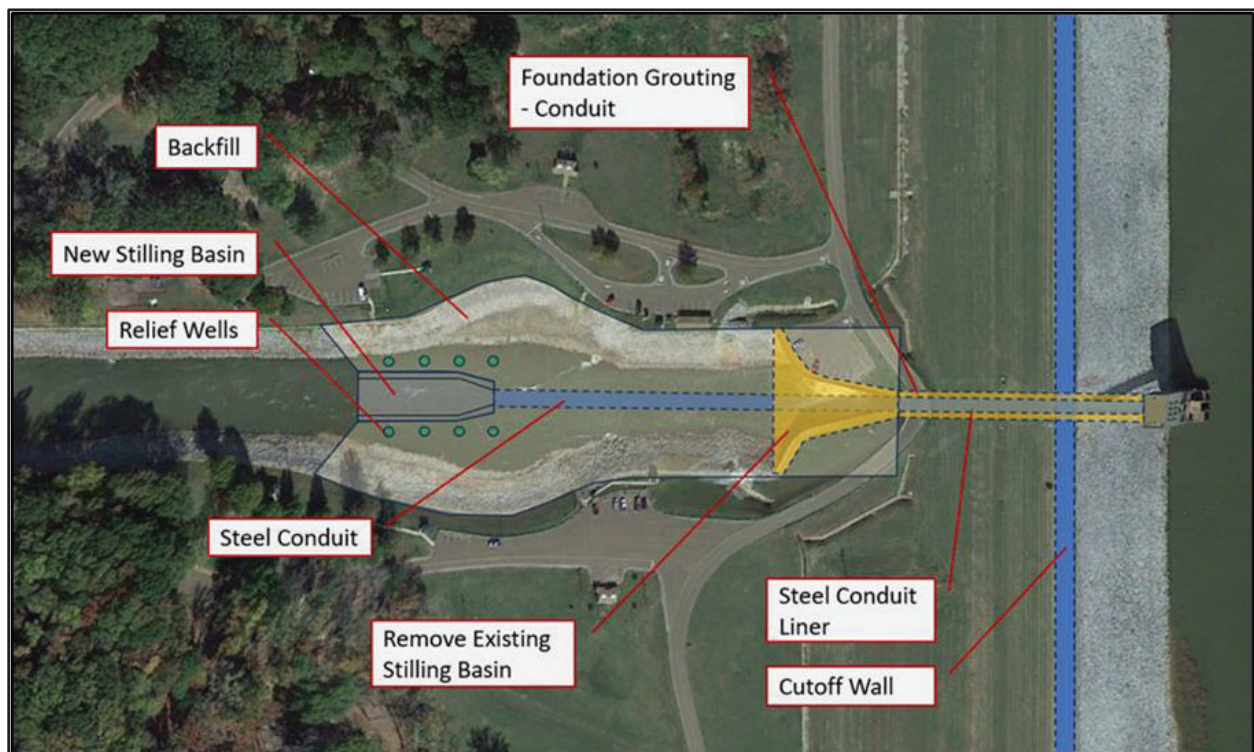 Foundation Grouting
- Conduit
Backfill
New Stilling Basin
Relief Wells
Steel Conduit
Remove Existing
Stilling Basin
Steel Conduit
Liner
Cutoff Wall